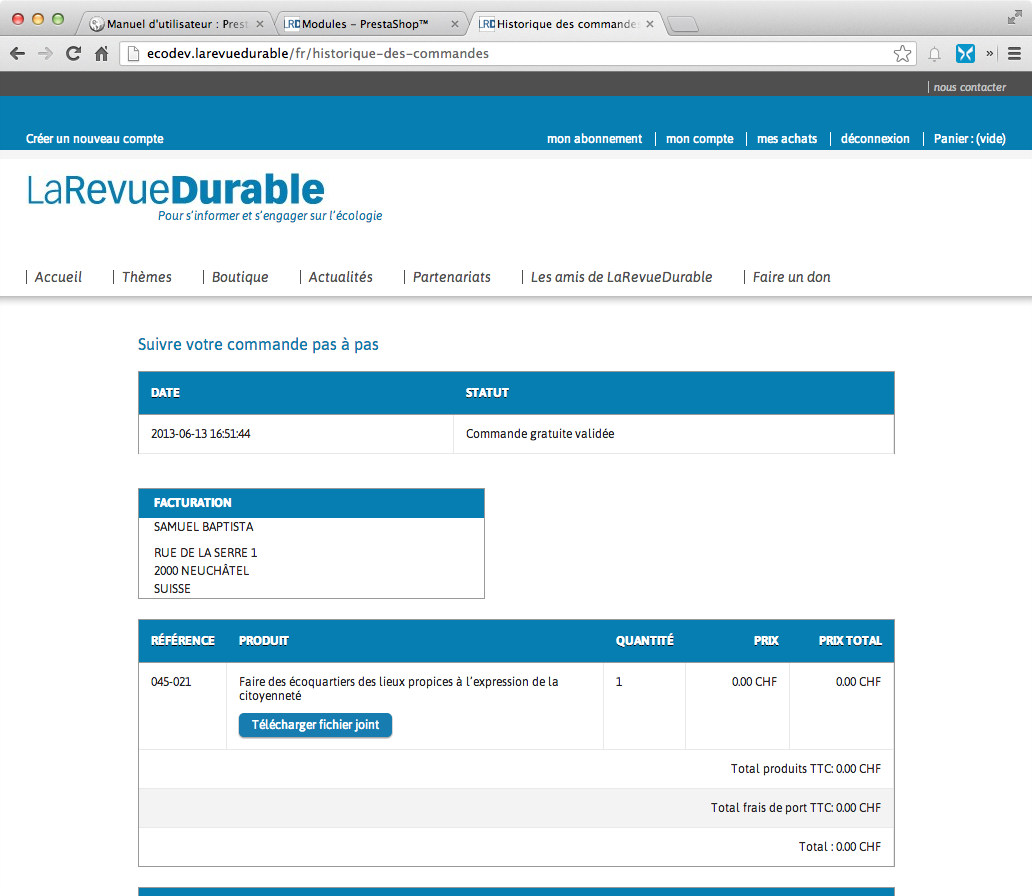 Manuel d'utilisateur : Prest
LRD Modules – PrestaShop™
LRD Historique des commandes
ecodev.larevuedurable/fr/historique-des-commandes
nous contacter
Créer un nouveau compte
mon abonnement
mon compte
mes achats
déconnexion
Panier : (vide)
LaRevueDurable
Pour s'informer et s'engager sur l'écologie
Accueil
Thèmes
Boutique
Actualités
Partenariats
Les amis de LaRevueDurable
Faire un don
Suivre votre commande pas à pas
DATE STATUT
2013-06-13 16:51:44 Commande gratuite validée
FACTURATION
SAMUEL BAPTISTA
RUE DE LA SERRE 1
2000 NEUCHÂTEL
SUISSE
RÉFÉRENCE PRODUIT QUANTITÉ PRIX PRIX TOTAL
045-021 Faire des écoquartiers des lieux propices à l'expression de la 1 0.00 CHF 0.00 CHF
citoyenneté
Télécharger fichier joint
Total produits TTC: 0.00 CHF
Total frais de port TTC: 0.00 CHF
Total : 0.00 CHF